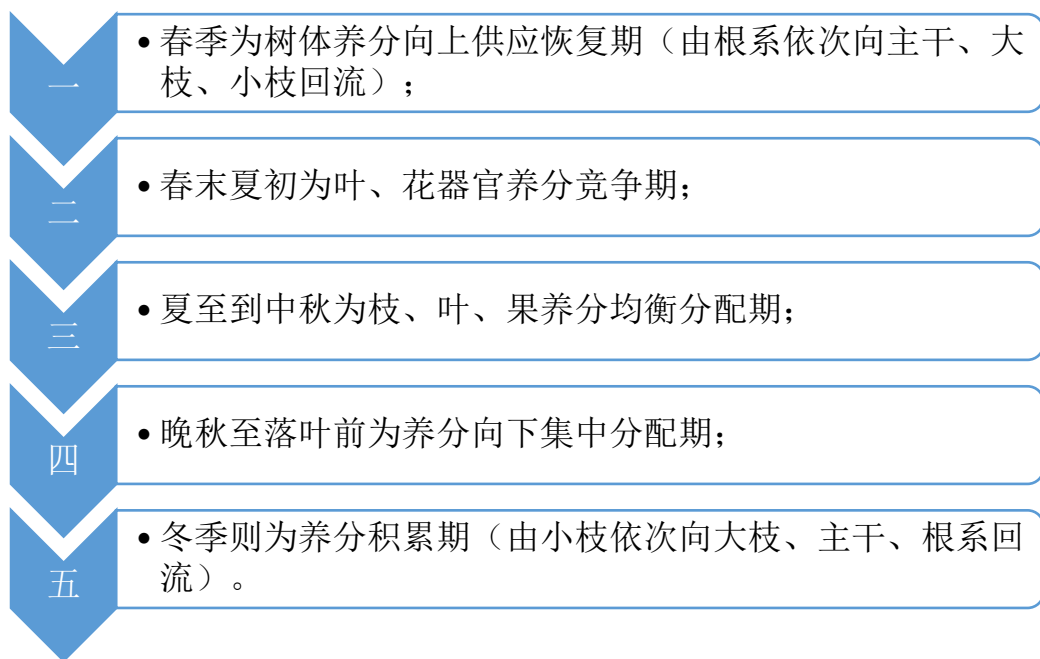 一
•春季为树体养分向上供应恢复期（由根系依次向主干、大
枝、小枝回流）；
二
•春末夏初为叶、花器官养分竞争期；
三
•夏至到中秋为枝、叶、果养分均衡分配期；
四
•晚秋至落叶前为养分向下集中分配期；
五
•冬季则为养分积累期（由小枝依次向大枝、主干、根系回
流）。